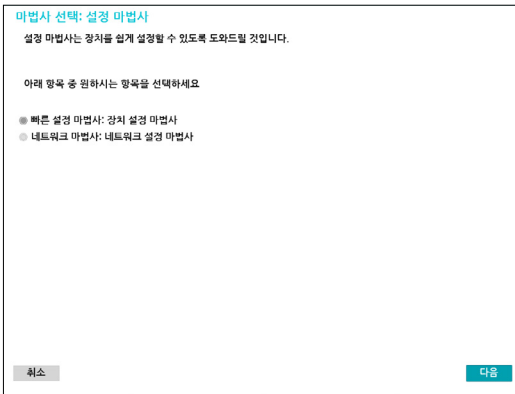 마법사 선택: 설정 마법사
설정 마법사는 장치를 쉽게 설정할 수 있도록 도와드릴 것입니다.
아래 항목 중 원하시는 항목을 선택하세요
빠른 설정 마법사: 장치 설정 마법사
네트워크 마법사: 네트워크 설정 마법사
취소
다음